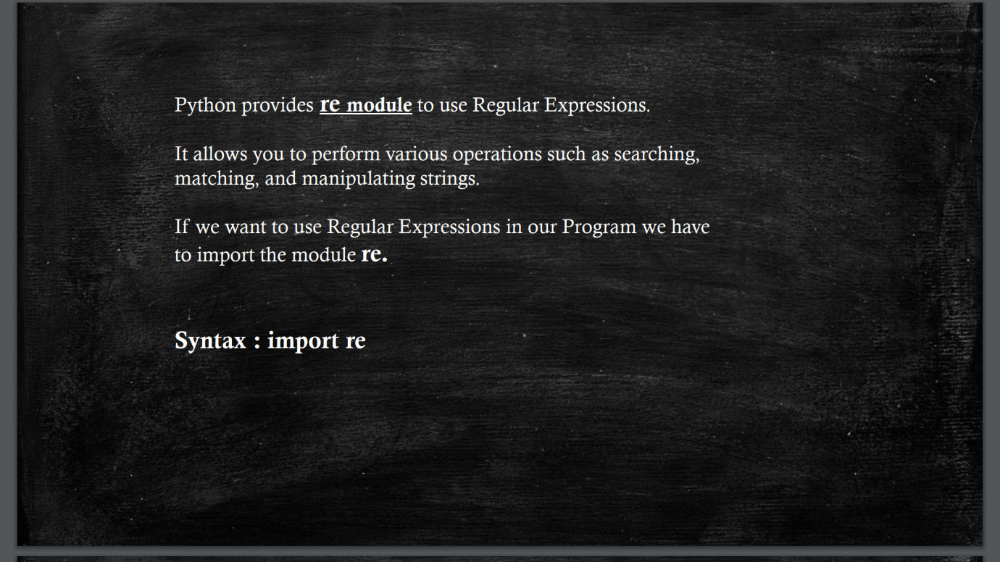 Python provides re module to use Regular Expressions.
It allows you to perform various operations such as searching,
matching, and manipulating strings.
If we want to use Regular Expressions in our Program we have
to import the module re.
Syntax : import re